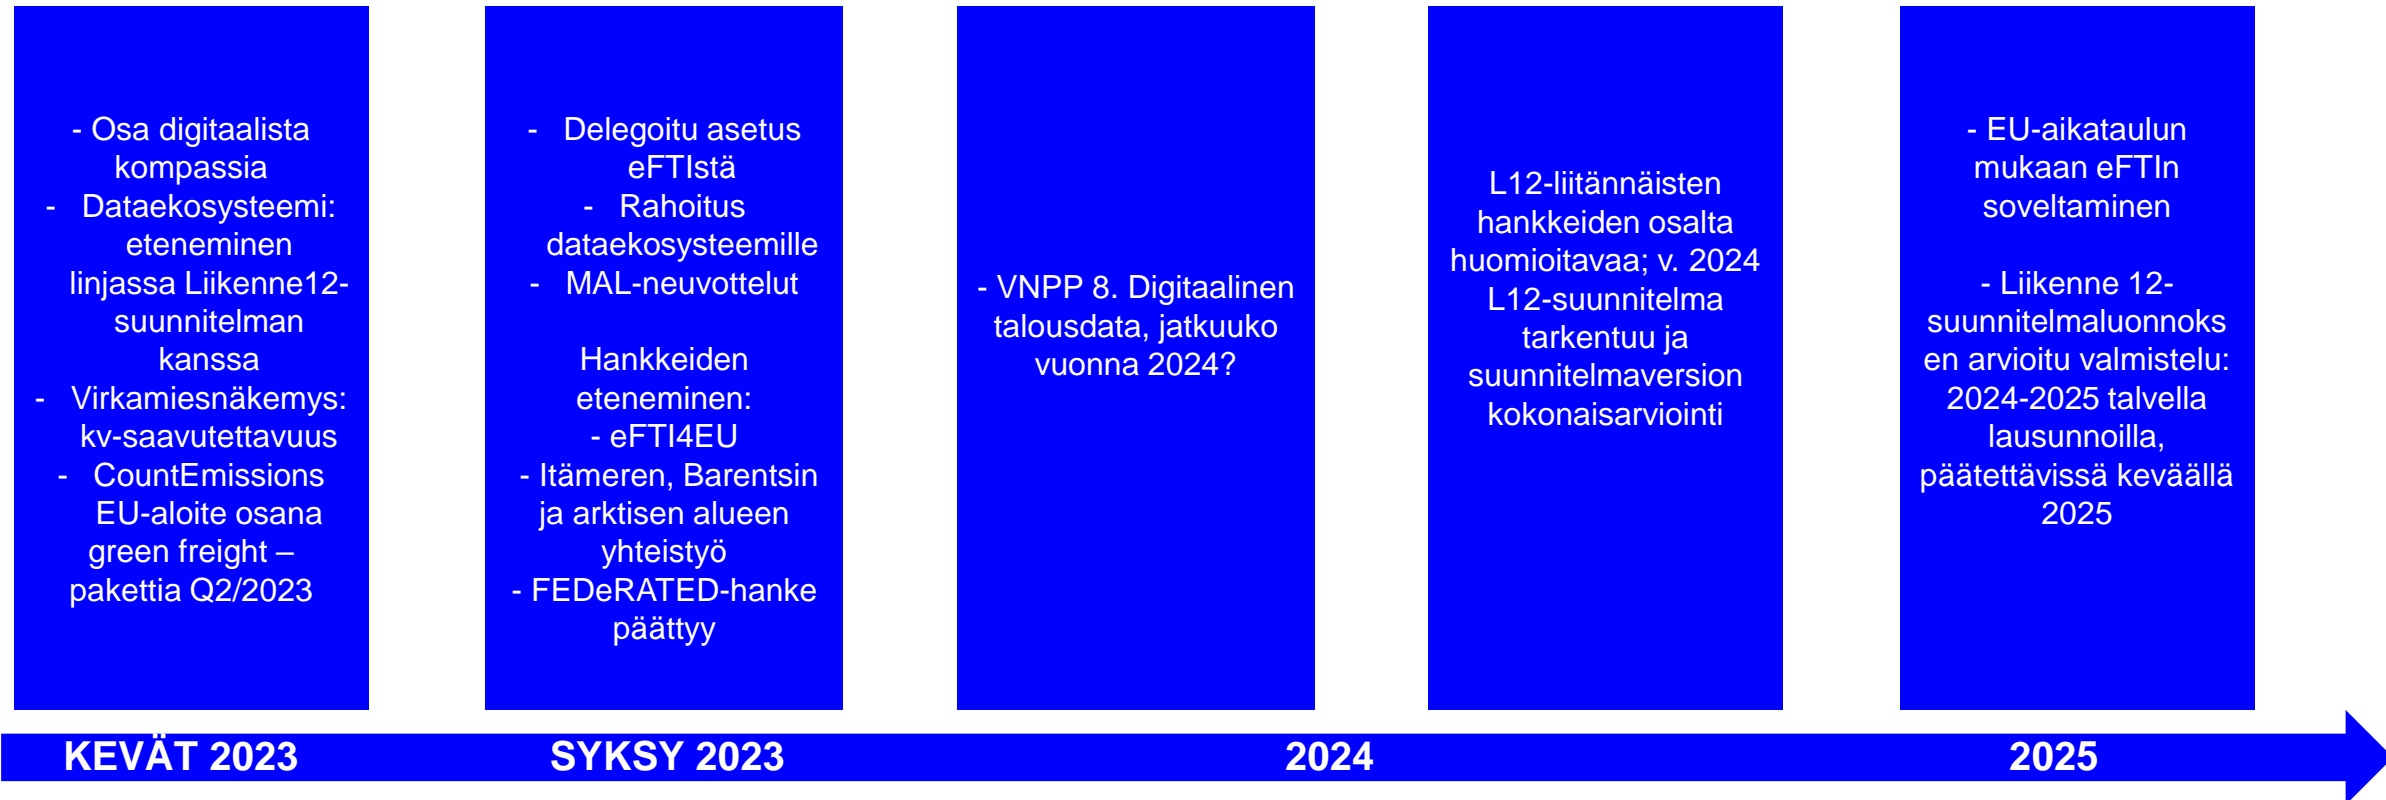 - Osa digitaalista
kompassia
- Dataekosysteemi:
eteneminen
linjassa Liikenne12-
suunnitelman
kanssa
- Virkamiesnäkemys:
kv-saavutettavuus
- CountEmissions
EU-aloite osana
green freight –
pakettia Q2/2023
- Delegoitu asetus
eFTIstä
- Rahoitus
dataekosysteemille
- MAL-neuvottelut
Hankkeiden
eteneminen:
- eFTI4EU
- Itämeren, Barentsin
ja arktisen alueen
yhteistyö
- FEDeRATED-hanke
päättyy
- VNPP 8. Digitaalinen
talousdata, jatkuuko
vuonna 2024?
L12-liitännäisten
hankkeiden osalta
huomioitavaa; v. 2024
L12-suunnitelma
tarkentuu ja
suunnitelmaversion
kokonaisarviointi
- EU-aikataulun
mukaan eFTIn
soveltaminen
- Liikenne 12-
suunnitelmaluonnoks
en arvioitu valmistelu:
2024-2025 talvella
lausunnoilla,
päätettävissä keväällä
2025
KEVÄT 2023
SYKSY 2023
2024
2025